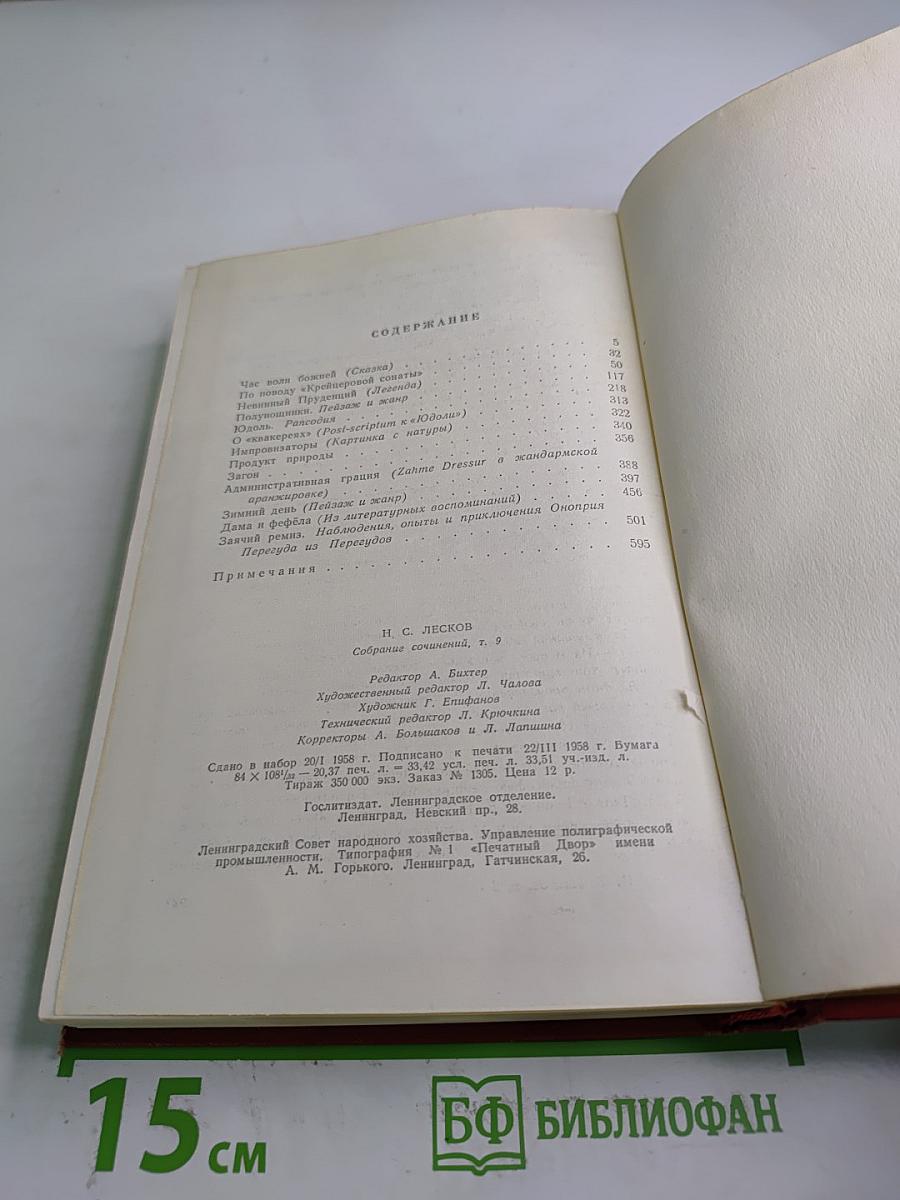 СОДЕРЖАНИЕ
Час воли божией (Сказка) . . . . . . . . . . . 5
По поводу «Крейцеровой сонаты» . . . . . . . . . 32
Невинный Пруденций (Легенда) . . . . . . . . . . 50
Полунощники. Пейзаж и жанр . . . . . . . . . . . 117
Юдоль. Рапсодия . . . . . . . . . . . . . . . 218
О «квакереях» (Post-scriptum к «Юдоли») . . . . . . 313
Импровизаторы (Картинка с натуры) . . . . . . . . 322
Продукт природы . . . . . . . . . . . . . . . 340
Загон . . . . . . . . . . . . . . . . . . . 356
Административная грация (Zahme Dressur в жандармской
аранжировке) . . . . . . . . . . . . . . . . 388
Зимний день (Пейзаж и жанр) . . . . . . . . . . 397
Дама и фефёла (Из литературных воспоминаний) . . . . . 456
Заячий ремиз. Наблюдения, опыты и приключения Оноприя
Перегуда из Перегудов . . . . . . . . . . . . 501
Примечания . . . . . . . . . . . . . . . . . 595
Н. С. ЛЕСКОВ
Собрание сочинений, т. 9
Редактор А. Бихтер
Художественный редактор Л. Чалова
Художник Г. Епифанов
Технический редактор Л. Крючкина
Корректоры А. Большаков и Л. Лапшина
Сдано в набор 20/I 1958 г. Подписано к печати 22/III 1958 г. Бумага
84 × 108¹/₃₂ — 20,37 печ. л. = 33,42 усл. печ. л. 33,51 уч.-изд. л.
Тираж 350 000 экз. Заказ № 1305. Цена 12 р.
Гослитиздат. Ленинградское отделение.
Ленинград, Невский пр., 28.
Ленинградский Совет народного хозяйства. Управление полиграфической
промышленности. Типография № 1 «Печатный Двор» имени
А. М. Горького. Ленинград, Гатчинская, 26.
15 см
БФ БИБЛИОФАН